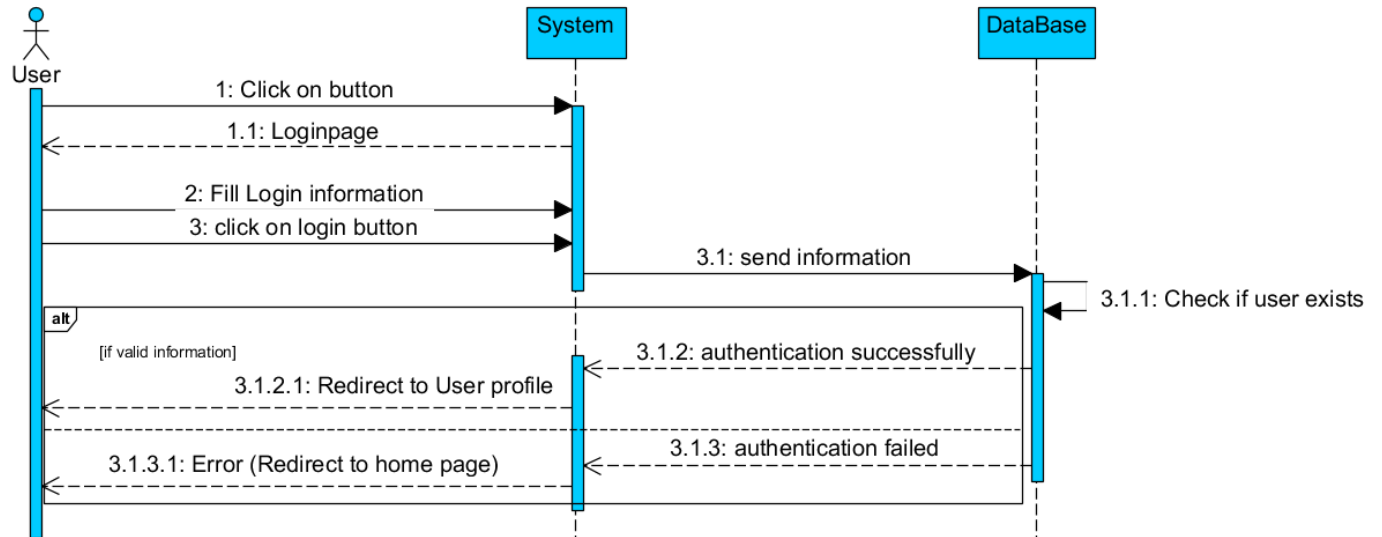 System
DataBase
User
1: Click on button
1.1: Loginpage
2: Fill Login information
3: click on login button
3.1: send information
3.1.1: Check if user exists
alt
[if valid information]
3.1.2: authentication successfully
3.1.2.1: Redirect to User profile
3.1.3: authentication failed
3.1.3.1: Error (Redirect to home page)